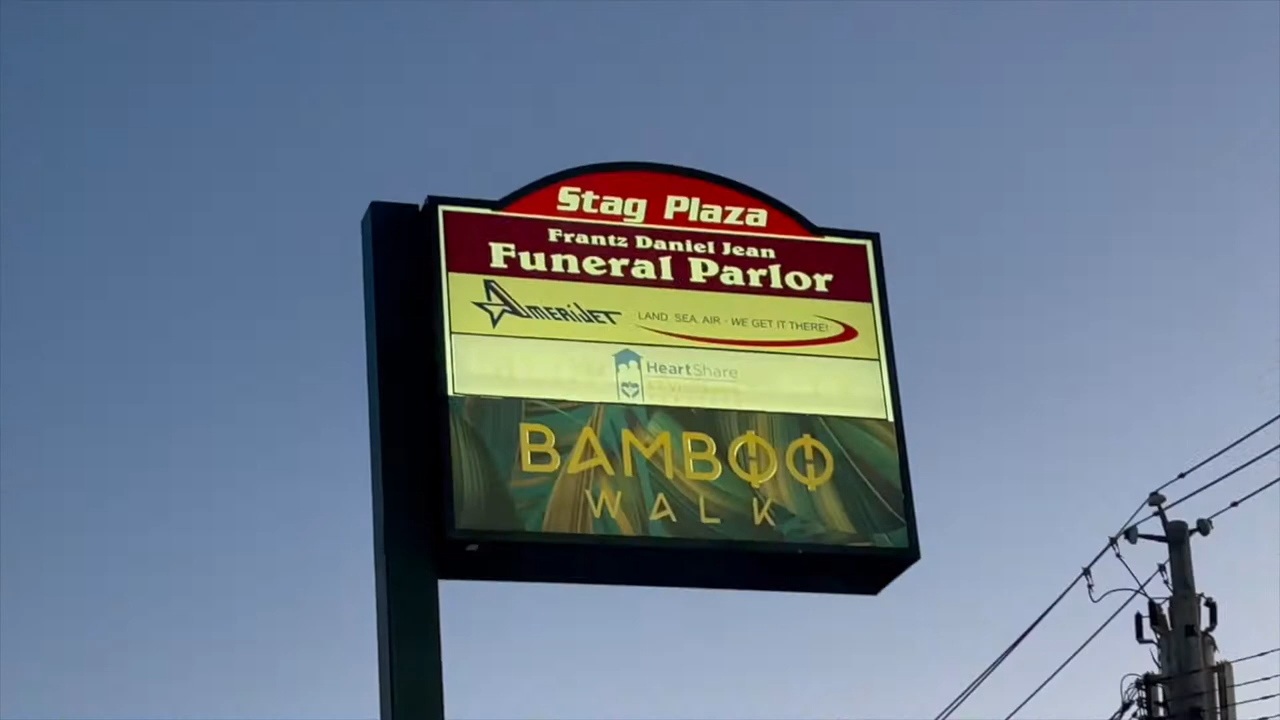 Stag Plaza
Frantz Daniel Jean
Funeral Parlor
AMERIJET LAND. SEA. AIR - WE GET IT THERE!
HeartShare
BAMBOO
WALK